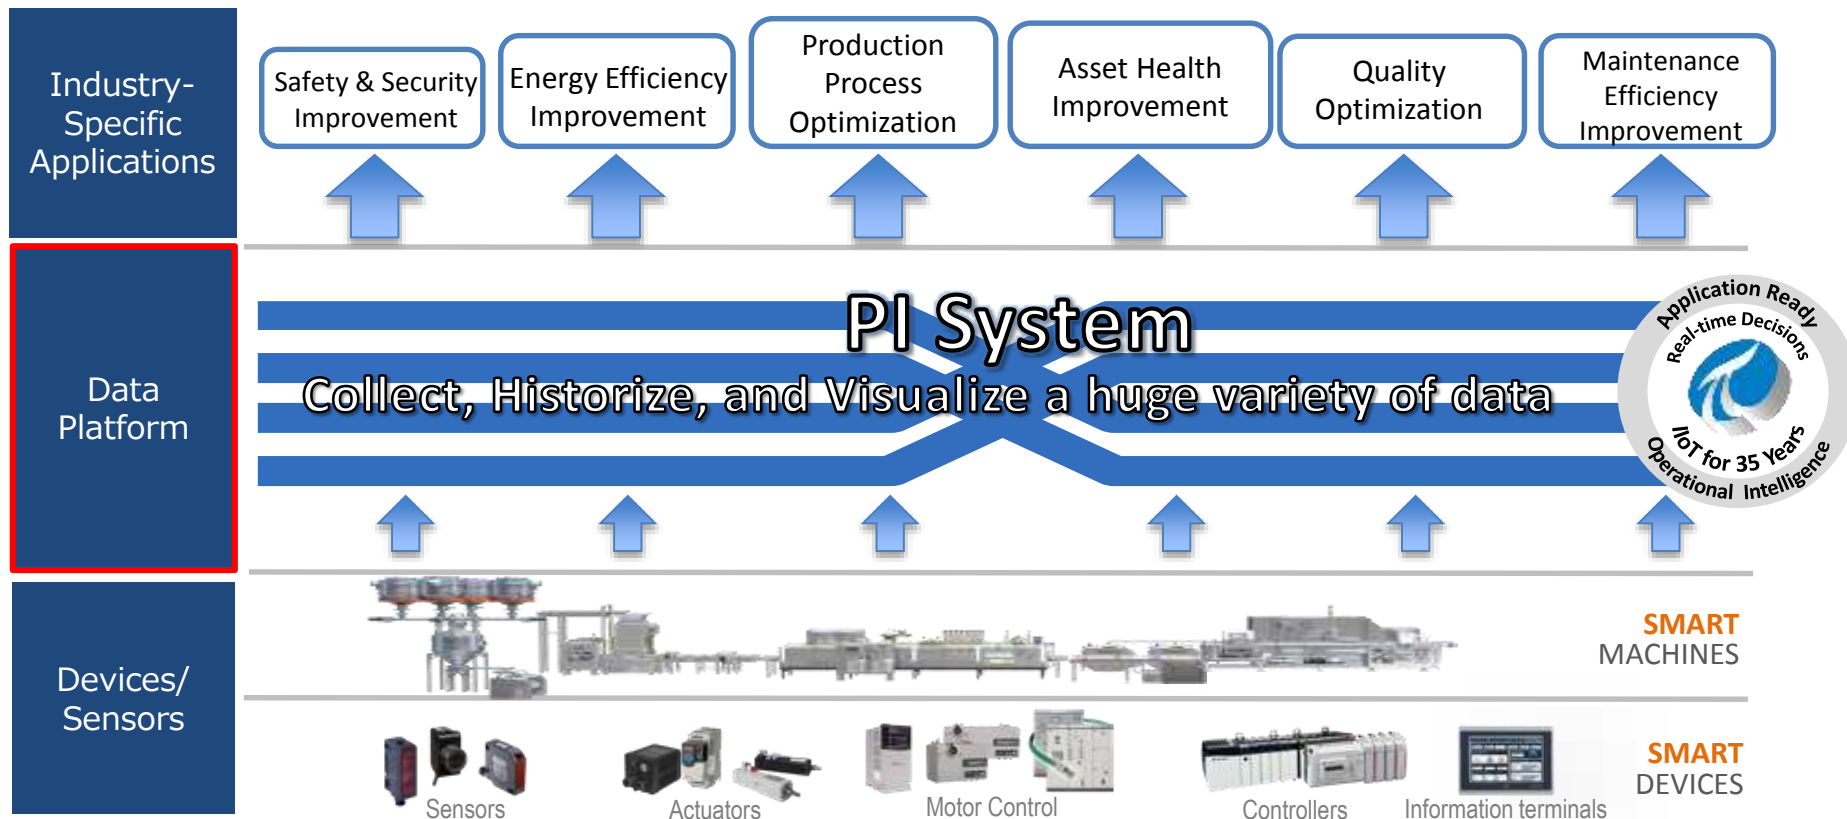 Industry-
Specific
Applications
Safety & Security
Improvement
Energy Efficiency
Improvement
Production
Process
Optimization
Asset Health
Improvement
Quality
Optimization
Maintenance
Efficiency
Improvement
Data
Platform
PI System
Collect, Historize, and Visualize a huge variety of data
Application Ready
Real-time Decisions
IIoT for 35 Years
Operational Intelligence
Devices/
Sensors
SMART
MACHINES
SMART
DEVICES
Sensors
Actuators
Motor Control
Controllers
Information terminals